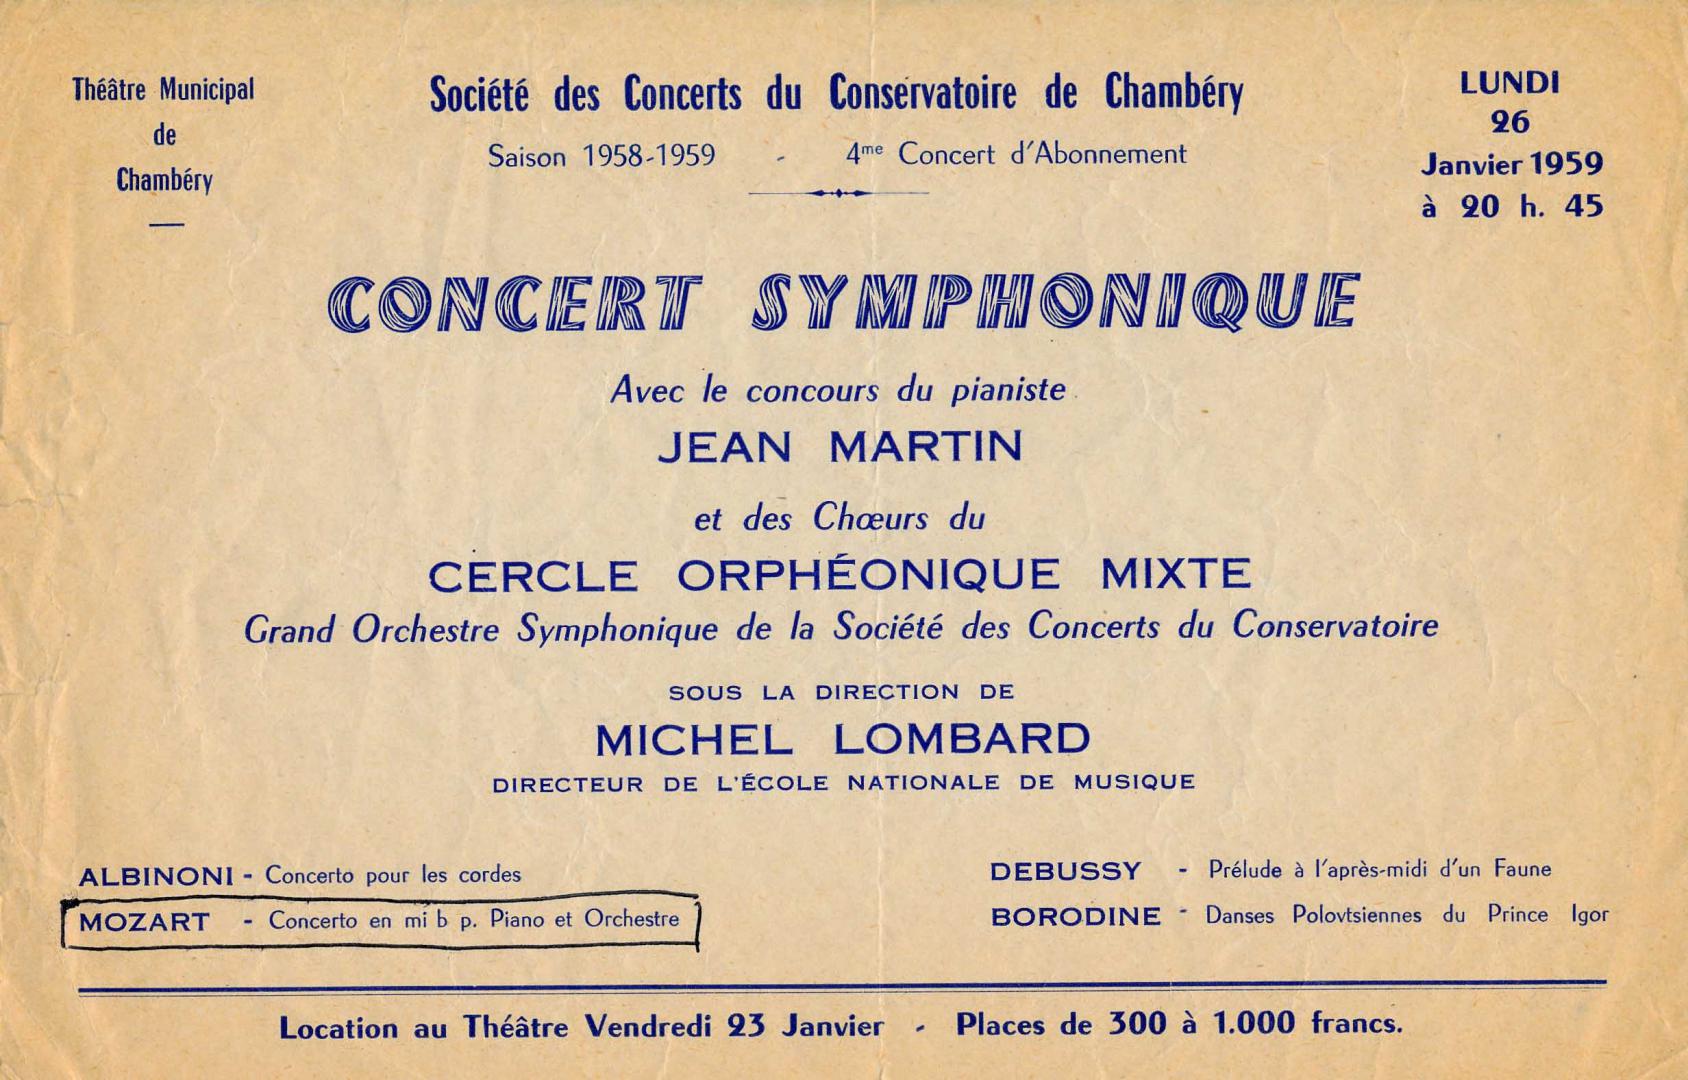 Théâtre Municipal
de
Chambéry
Société des Concerts du Conservatoire de Chambéry
Saison 1958-1959 - 4me Concert d'Abonnement
LUNDI
26
Janvier 1959
à 20 h. 45
CONCERT SYMPHONIQUE
Avec le concours du pianiste
JEAN MARTIN
et des Chœurs du
CERCLE ORPHÉONIQUE MIXTE
Grand Orchestre Symphonique de la Société des Concerts du Conservatoire
SOUS LA DIRECTION DE
MICHEL LOMBARD
DIRECTEUR DE L'ÉCOLE NATIONALE DE MUSIQUE
ALBINONI - Concerto pour les cordes
MOZART - Concerto en mi b p. Piano et Orchestre
DEBUSSY - Prélude à l'après-midi d'un Faune
BORODINE - Danses Polovtsiennes du Prince Igor
Location au Théâtre Vendredi 23 Janvier - Places de 300 à 1.000 francs.